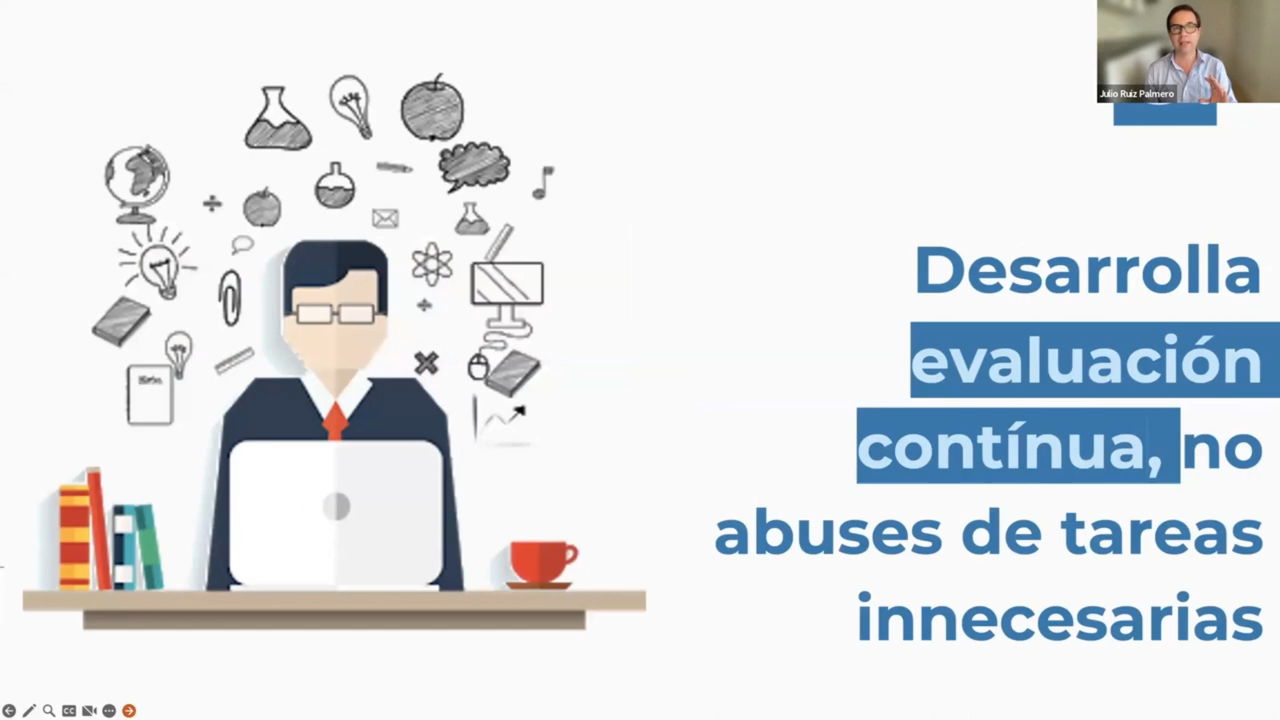 Julio Ruiz Palmero
Desarrolla
evaluación
contínua, no
abuses de tareas
innecesarias